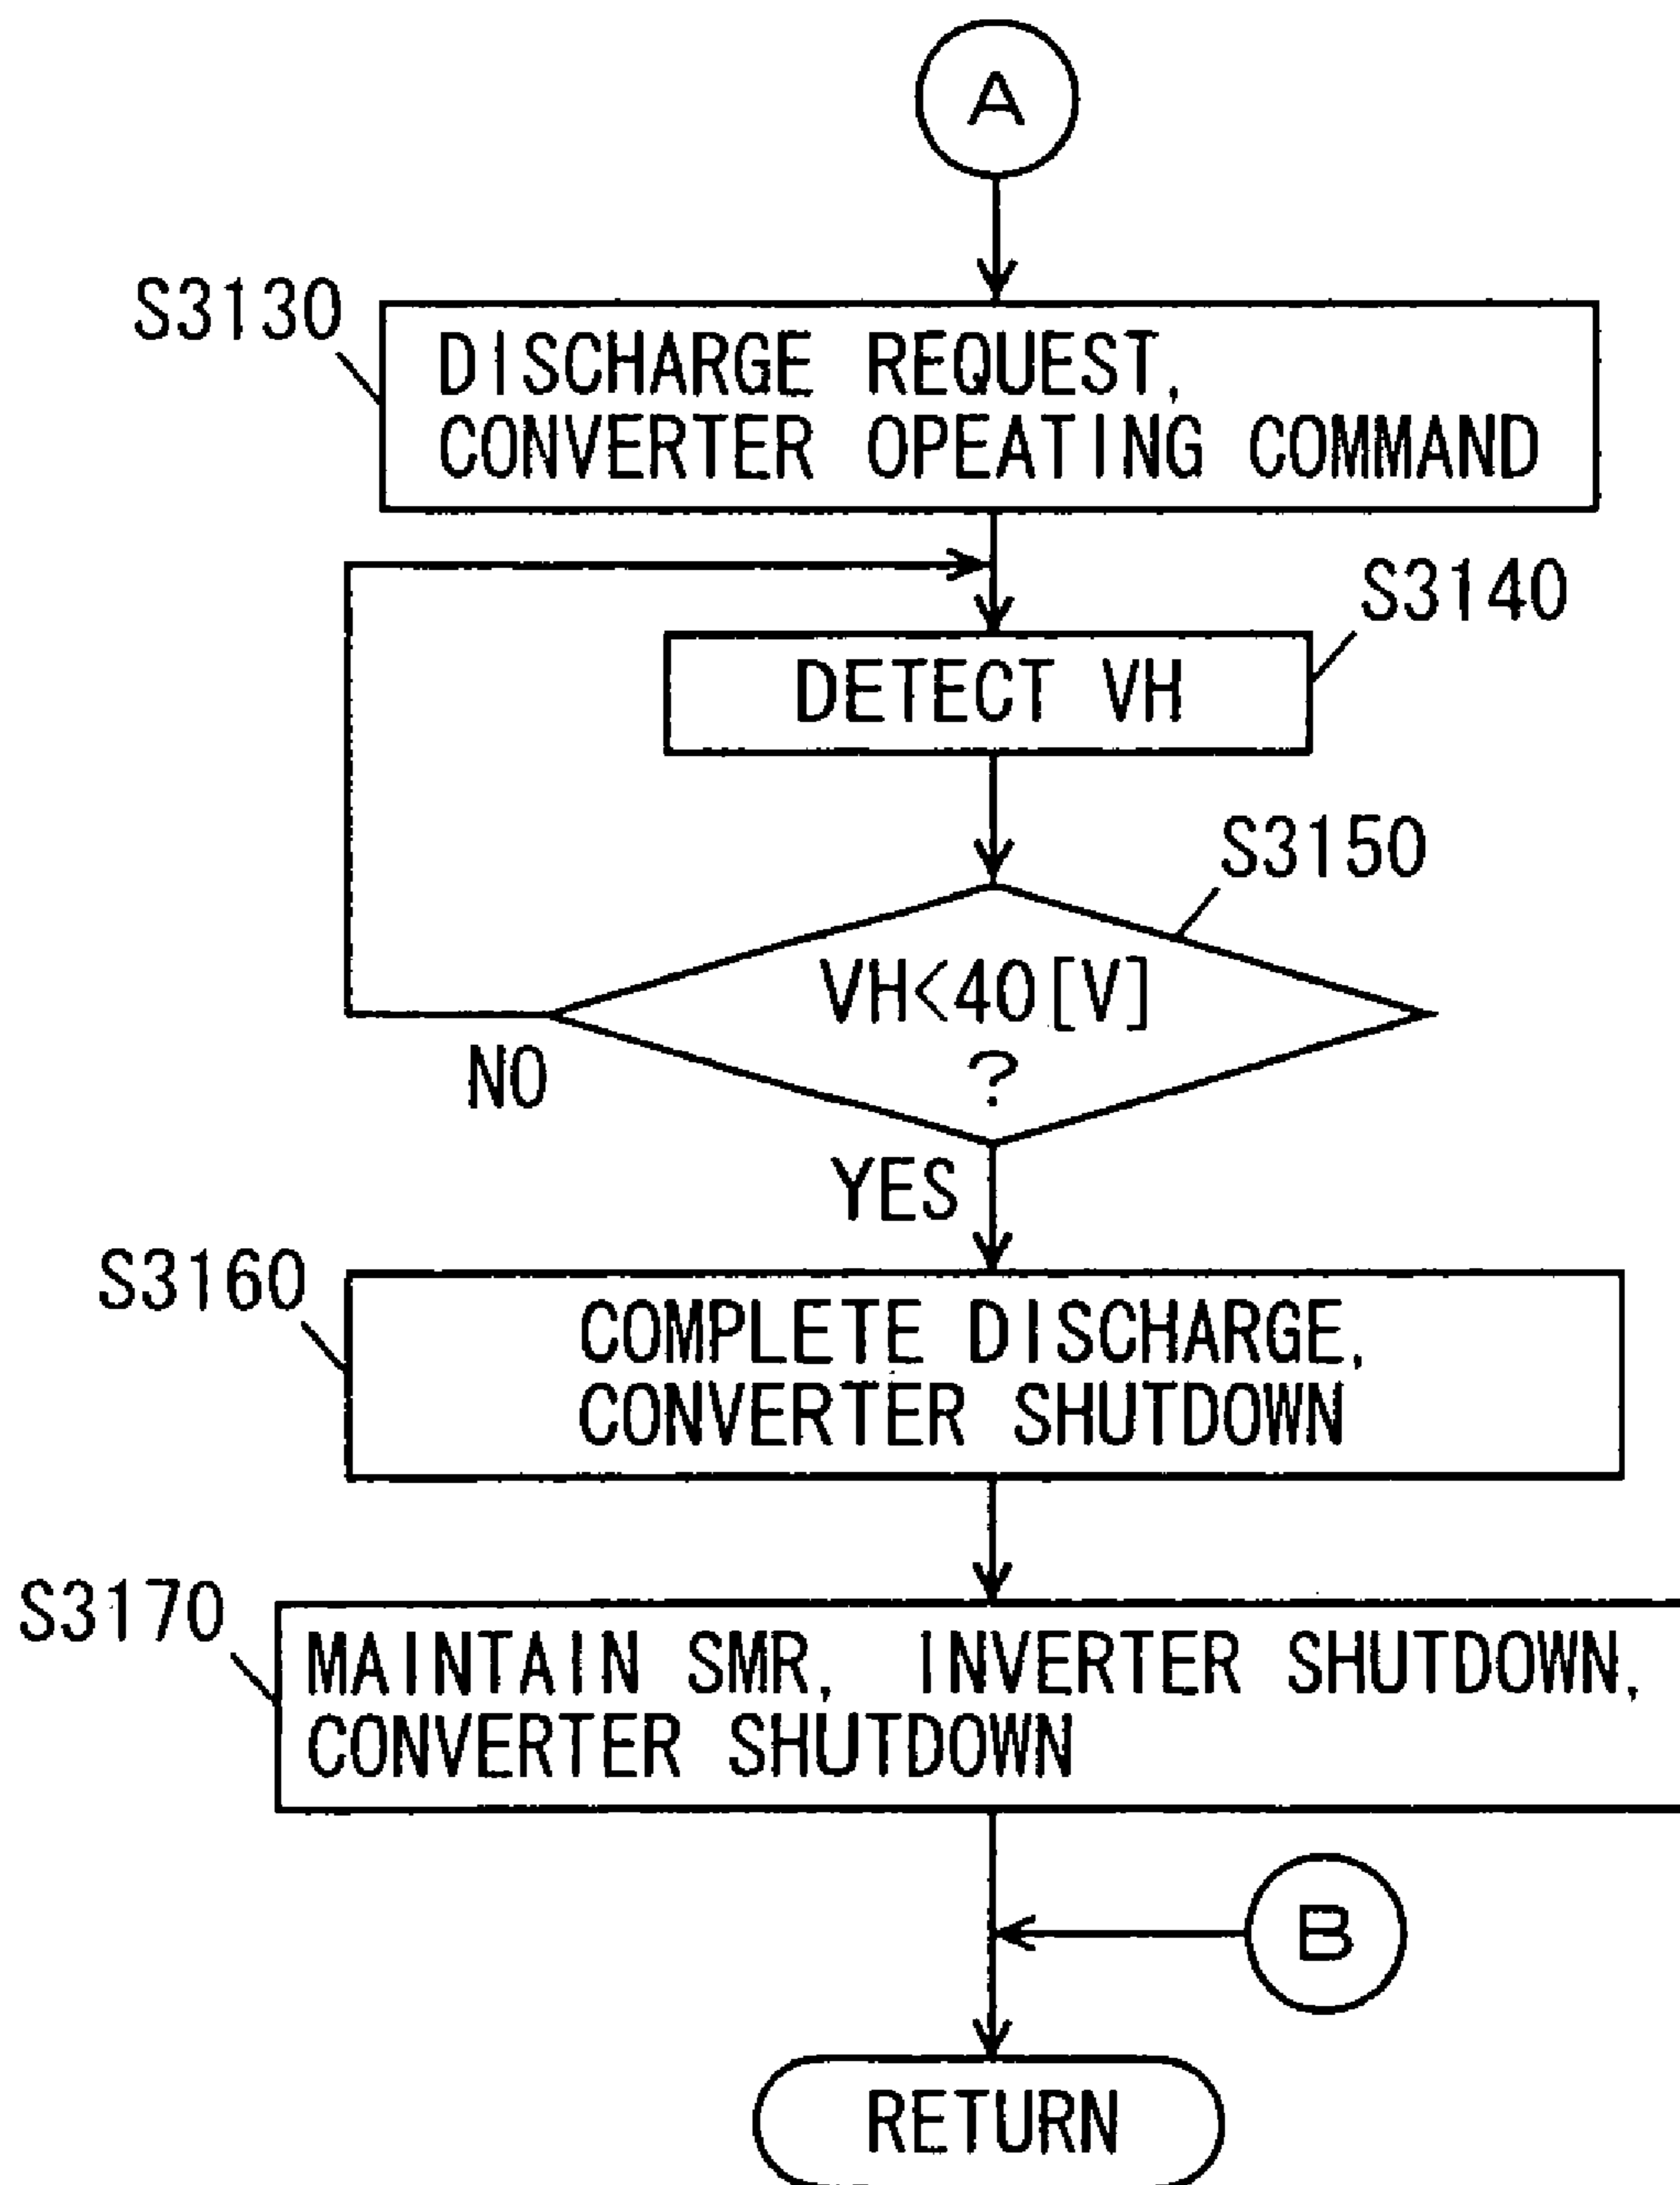 A
S3130
DISCHARGE REQUEST,
CONVERTER OPEATING COMMAND
S3140
DETECT VH
S3150
VH<40[V]
?
NO
YES
S3160
COMPLETE DISCHARGE,
CONVERTER SHUTDOWN
S3170
MAINTAIN SMR, INVERTER SHUTDOWN,
CONVERTER SHUTDOWN
B
RETURN